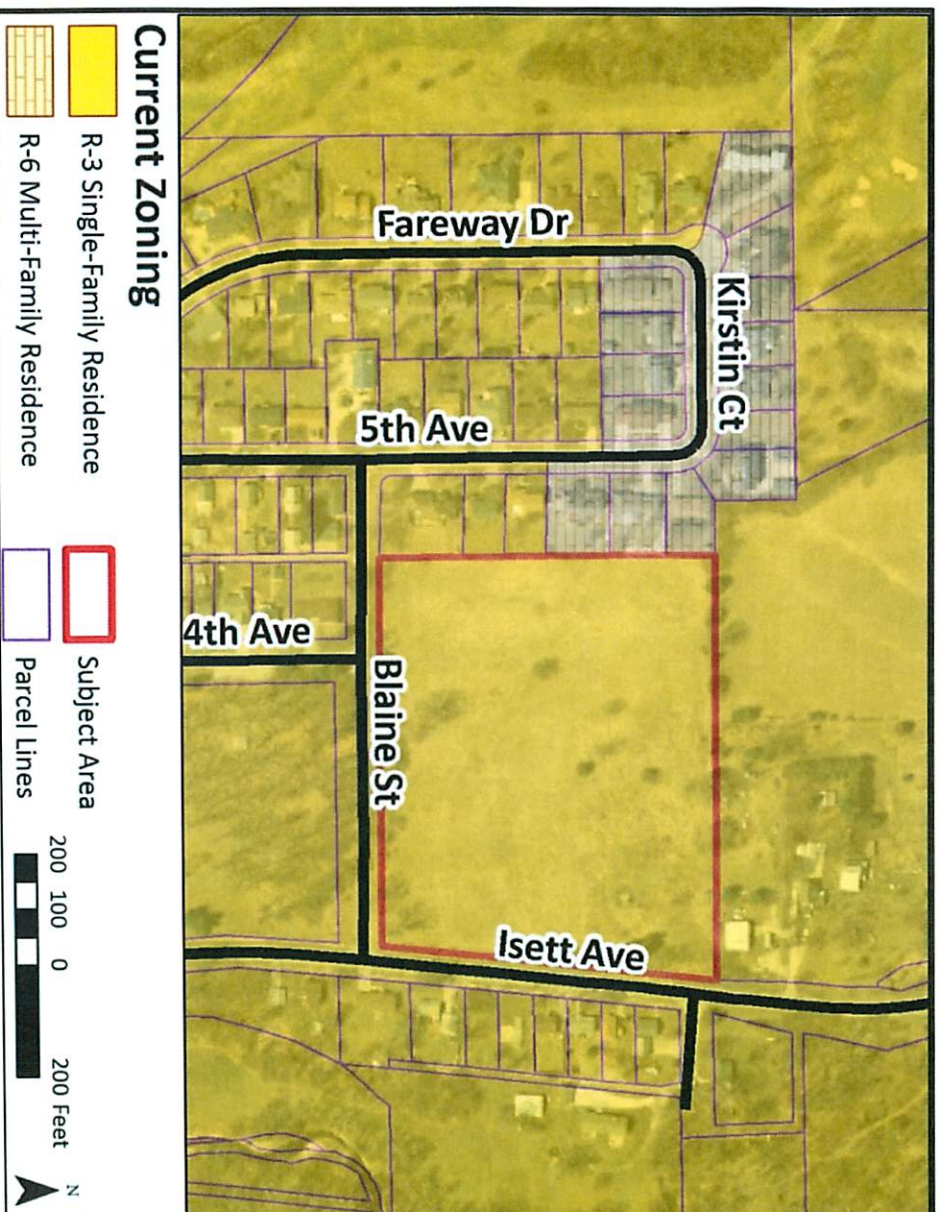 Kirstin Ct
Fareway Dr
5th Ave
4th Ave
Blaine St
Isett Ave
Current Zoning
R-3 Single-Family Residence
R-6 Multi-Family Residence
Subject Area
Parcel Lines
200 100 0 200 Feet
N